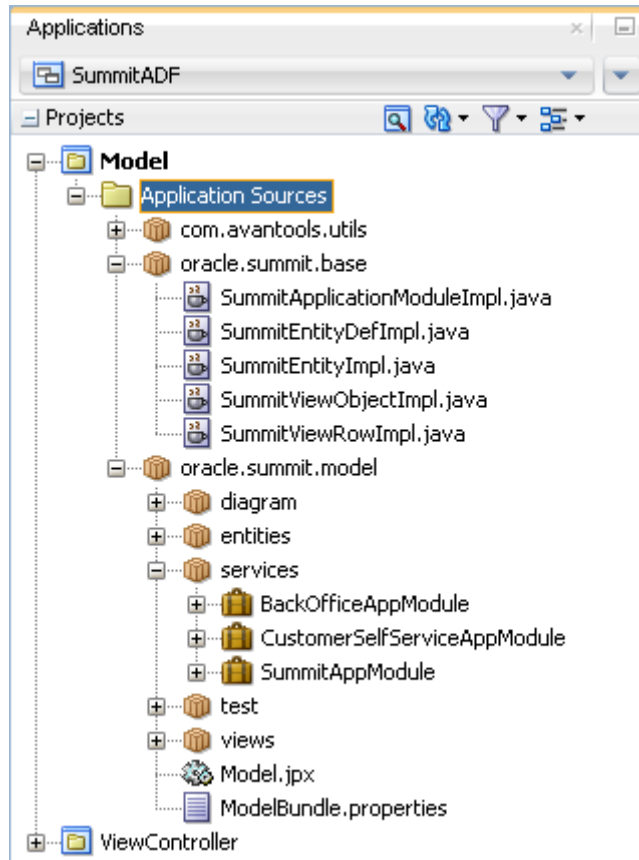 Applications
SummitADF
Projects
Model
Application Sources
com.avantools.utils
oracle.summit.base
SummitApplicationModuleImpl.java
SummitEntityDefImpl.java
SummitEntityImpl.java
SummitViewObjectImpl.java
SummitViewRowImpl.java
oracle.summit.model
diagram
entities
services
BackOfficeAppModule
CustomerSelfServiceAppModule
SummitAppModule
test
views
Model.jpx
ModelBundle.properties
ViewController